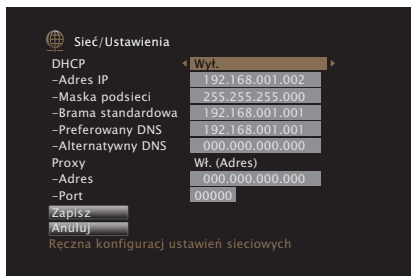 Sieć/Ustawienia
DHCP Wył.
–Adres IP 192.168.001.002
–Maska podsieci 255.255.255.000
–Brama standardowa 192.168.001.001
–Preferowany DNS 192.168.001.001
–Alternatywny DNS 000.000.000.000
Proxy Wł. (Adres)
–Adres 000.000.000.000
–Port 00000
Zapisz
Anuluj
Ręczna konfiguracj ustawień sieciowych